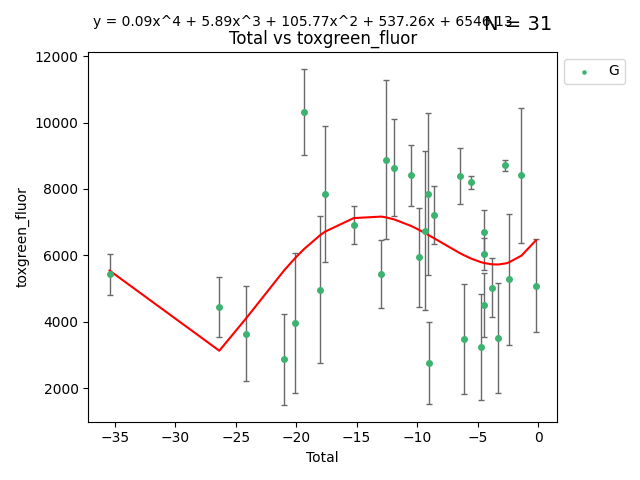 y = 0.09x^4 + 5.89x^3 + 105.77x^2 + 537.26x + 6546.13
N = 31
Total vs toxgreen_fluor
G
12000
10000
8000
6000
4000
2000
toxgreen_fluor
−35 −30 −25 −20 −15 −10 −5 0
Total